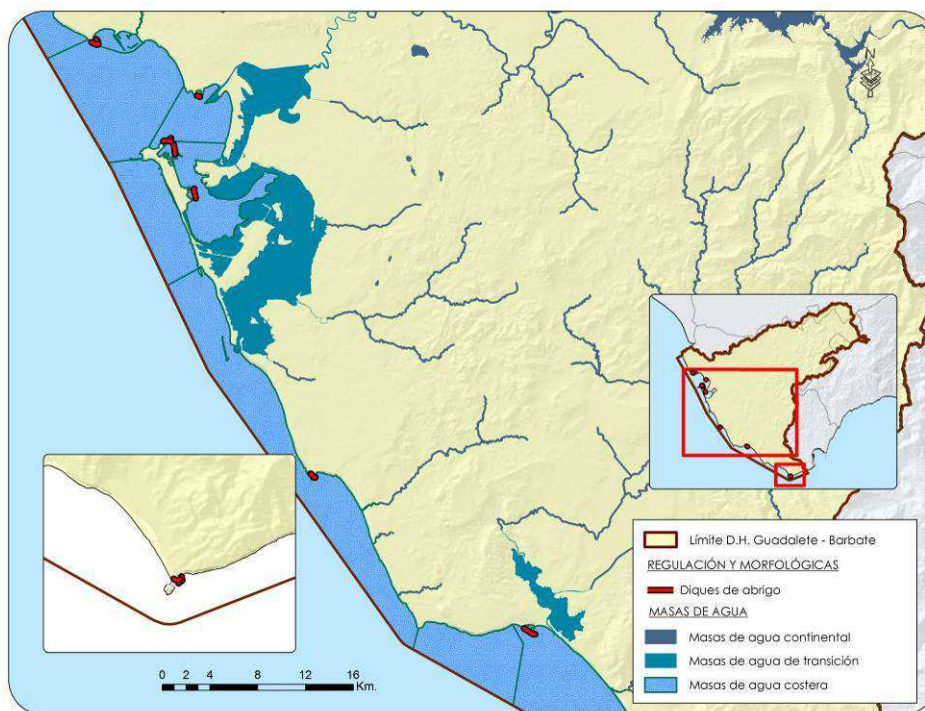 N
Límite D.H. Guadalete - Barbate
REGULACIÓN Y MORFOLÓGICAS
Diques de abrigo
MASAS DE AGUA
Masas de agua continental
Masas de agua de transición
Masas de agua costera
0 2 4 8 12 16
Km.